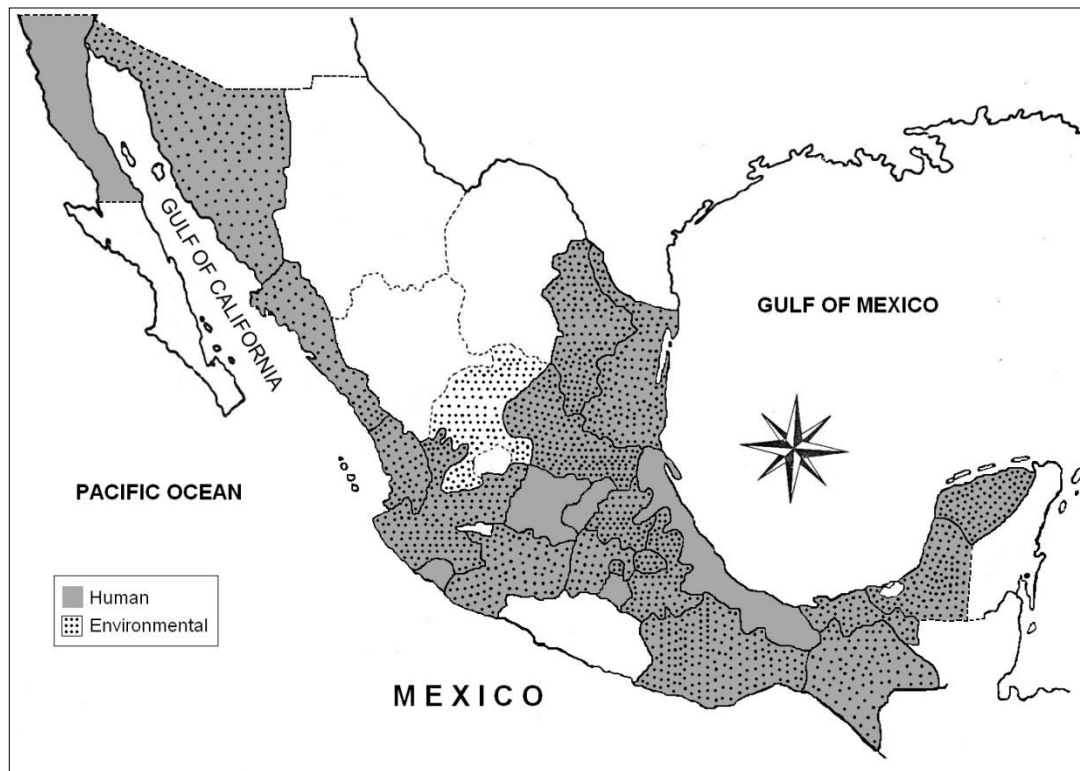 GULF OF CALIFORNIA
GULF OF MEXICO
PACIFIC OCEAN
Human
Environmental
MEXICO